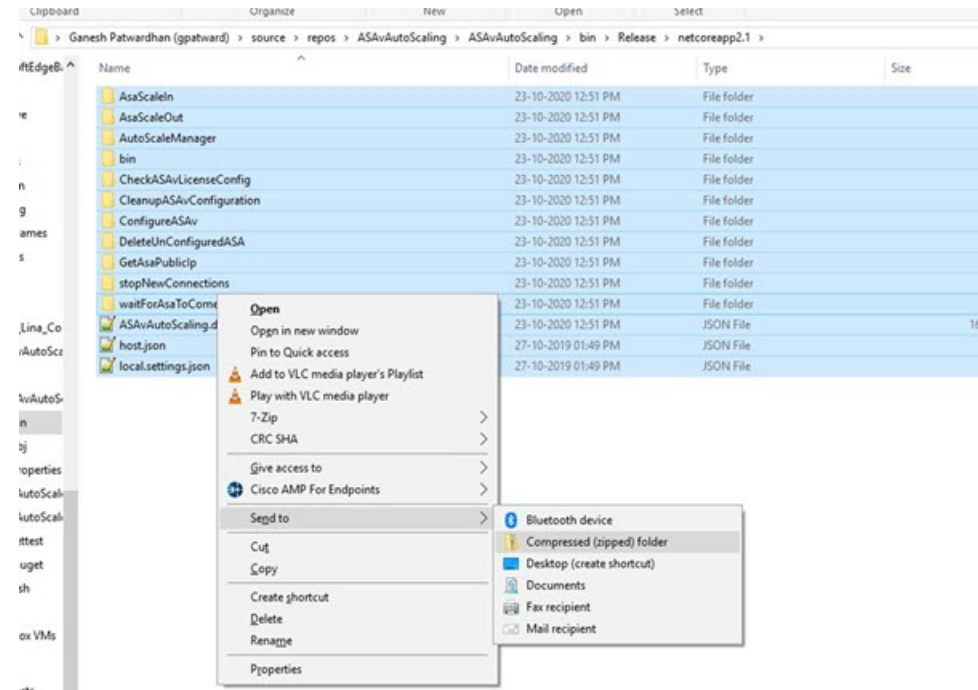 Clipboard Organize New Open Select
Ganesh Patwardhan (gpatward) > source > repos > ASAvAutoScaling > ASAvAutoScaling > bin > Release > netcoreapp2.1 >
Name Date modified Type Size
AsaScaleIn 23-10-2020 12:51 PM File folder
AsaScaleOut 23-10-2020 12:51 PM File folder
AutoScaleManager 23-10-2020 12:51 PM File folder
bin 23-10-2020 12:51 PM File folder
CheckASAvLicenseConfig 23-10-2020 12:51 PM File folder
CleanupASAvConfiguration 23-10-2020 12:51 PM File folder
ConfigureASAv 23-10-2020 12:51 PM File folder
DeleteUnConfiguredASA 23-10-2020 12:51 PM File folder
GetAsaPublicIp 23-10-2020 12:51 PM File folder
stopNewConnections 23-10-2020 12:51 PM File folder
waitForAsaToCome 23-10-2020 12:51 PM File folder
ASAvAutoScaling.d 23-10-2020 12:51 PM JSON File 16
host.json 27-10-2019 01:49 PM JSON File
local.settings.json 27-10-2019 01:49 PM JSON File
Open
Open in new window
Pin to Quick access
Add to VLC media player's Playlist
Play with VLC media player
7-Zip
CRC SHA
Give access to
Cisco AMP For Endpoints
Send to
Cut
Copy
Create shortcut
Delete
Rename
Properties
Bluetooth device
Compressed (zipped) folder
Desktop (create shortcut)
Documents
Fax recipient
Mail recipient